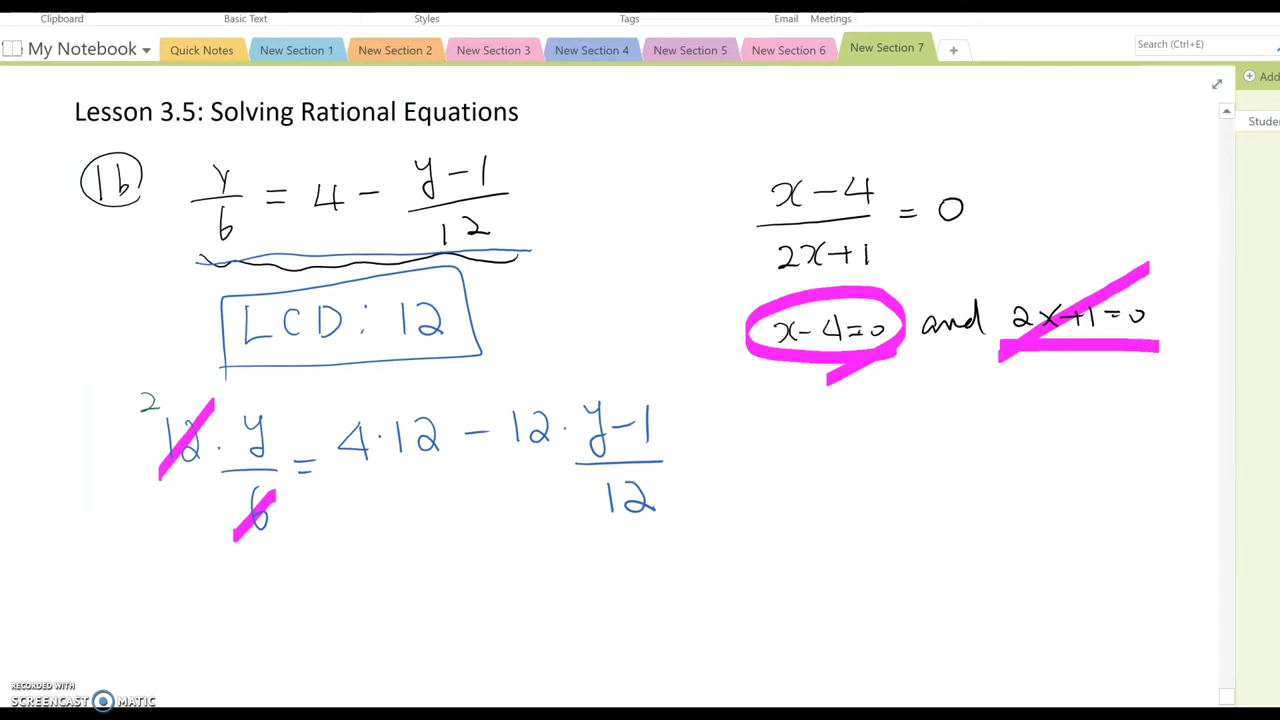 Clipboard Basic Text Styles Tags Email Meetings
My Notebook Quick Notes New Section 1 New Section 2 New Section 3 New Section 4 New Section 5 New Section 6 New Section 7 + Search (Ctrl+E)
Add
Studen
Lesson 3.5: Solving Rational Equations
1b y/6 = 4 - (y-1)/12
LCD: 12
2
12 · y/6 = 4·12 - 12 · (y-1)/12
(x-4)/(2x+1) = 0
x-4=0 and 2x+1=0
RECORDED WITH
SCREENCAST MATIC